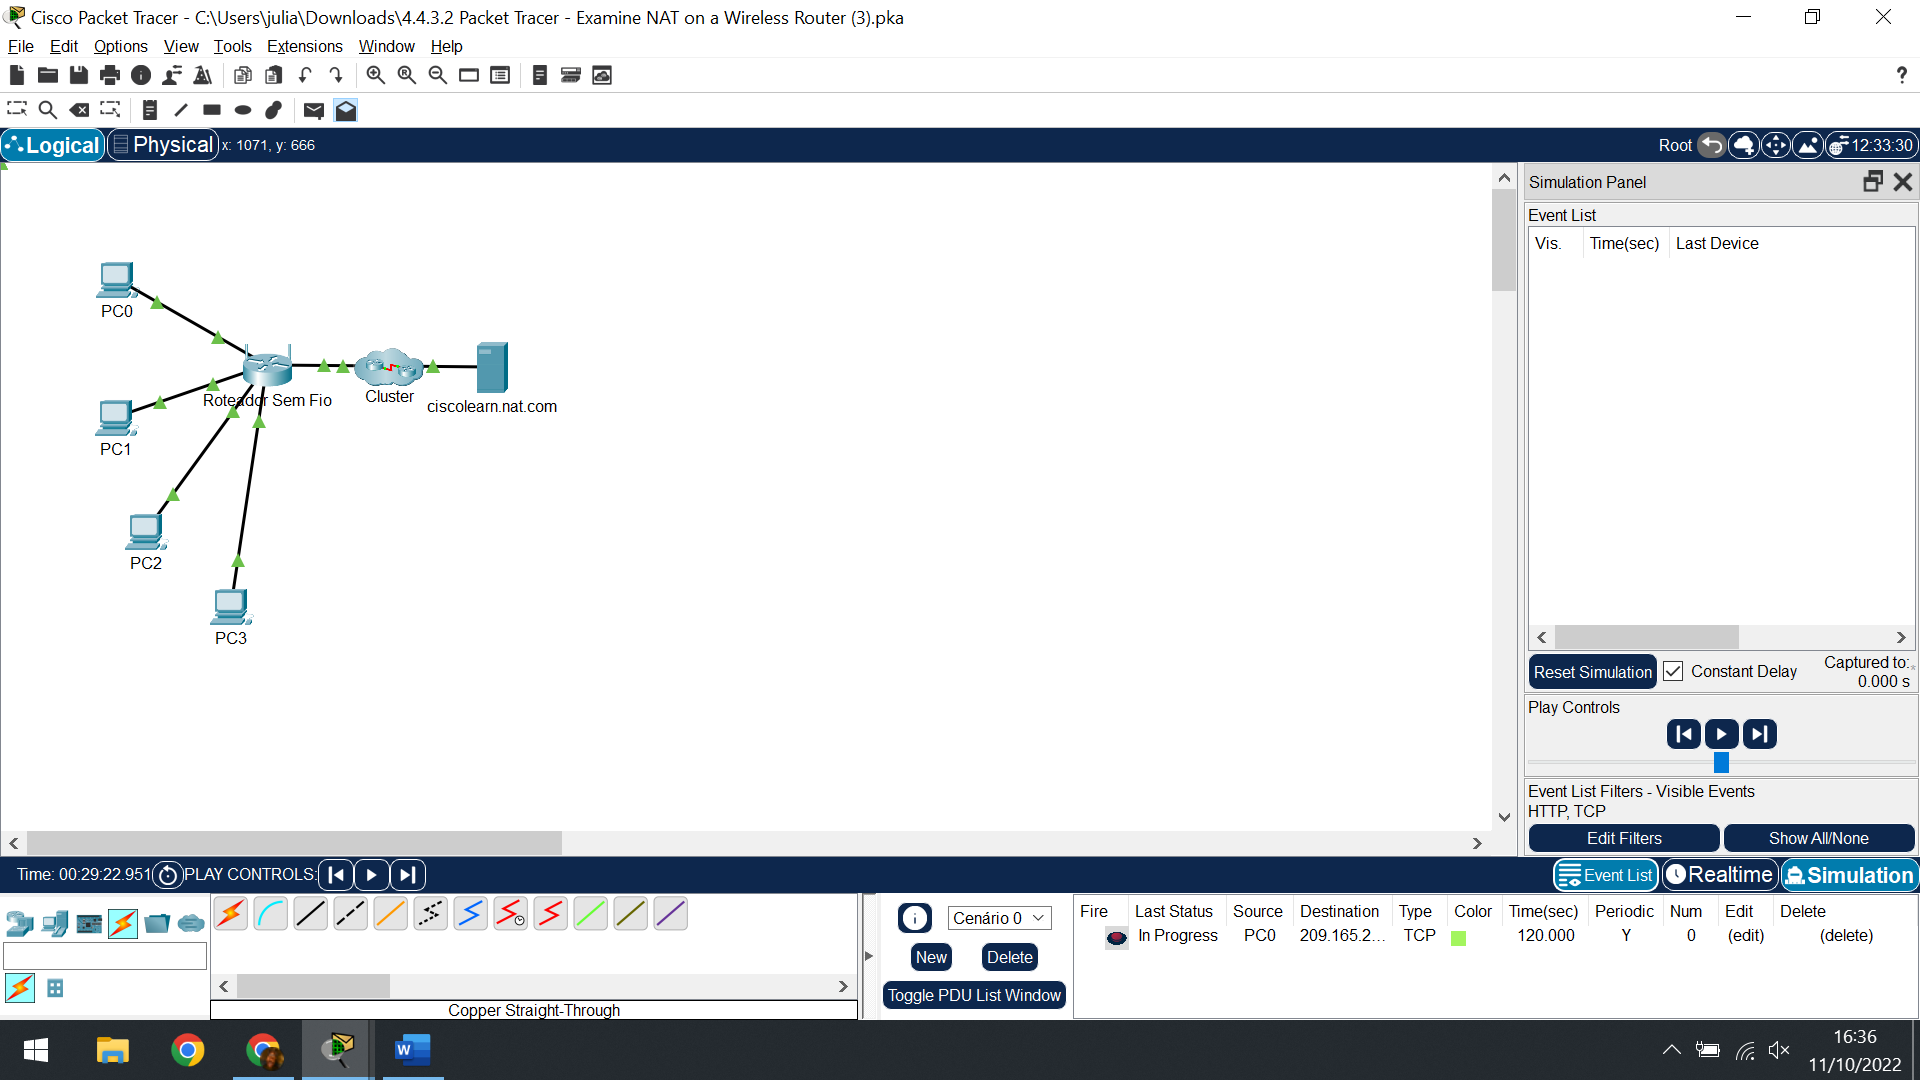 Cisco Packet Tracer - C:\Users\julia\Downloads\4.4.3.2 Packet Tracer - Examine NAT on a Wireless Router (3).pka
File Edit Options View Tools Extensions Window Help
?
Logical Physical x: 1071, y: 666 Root 12:33:30
Simulation Panel
Event List
Vis. Time(sec) Last Device
PC0
Roteador Sem Fio
Cluster
ciscolearn.nat.com
PC1
PC2
PC3
Reset Simulation Constant Delay Captured to:
0.000 s
Play Controls
Event List Filters - Visible Events
HTTP, TCP
Edit Filters Show All/None
Time: 00:29:22.951 PLAY CONTROLS: Event List Realtime Simulation
Cenário 0
New Delete
Toggle PDU List Window
Fire Last Status Source Destination Type Color Time(sec) Periodic Num Edit Delete
In Progress PC0 209.165.2... TCP 120.000 Y 0 (edit) (delete)
Copper Straight-Through
16:36
11/10/2022